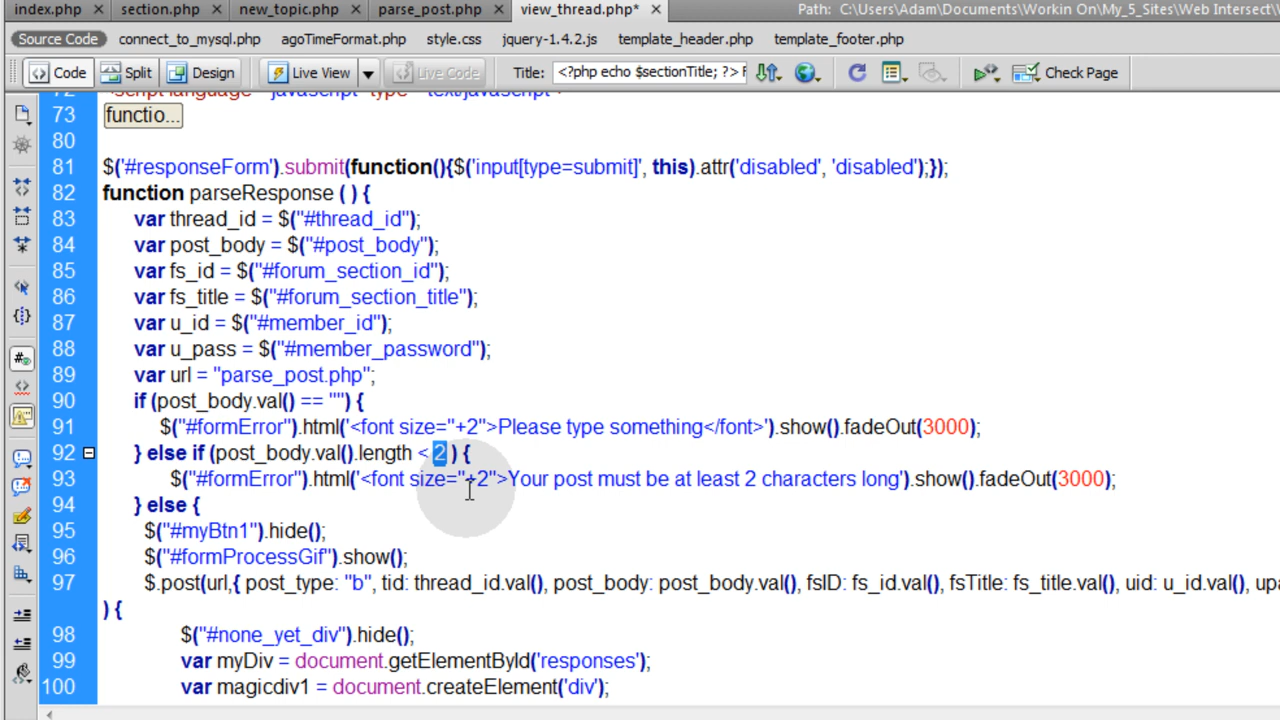 index.php × section.php × new_topic.php × parse_post.php × view_thread.php* × Path: C:\Users\Adam\Documents\Workin On\My_5_Sites\Web Intersect\
Source Code connect_to_mysql.php agoTimeFormat.php style.css jquery-1.4.2.js template_header.php template_footer.php
Code Split Design Live View Live Code Title: <?php echo $sectionTitle; ?> F Check Page
73 functio...
80
81 $('#responseForm').submit(function(){$('input[type=submit]', this).attr('disabled', 'disabled');});
82 function parseResponse ( ) {
83 var thread_id = $("#thread_id");
84 var post_body = $("#post_body");
85 var fs_id = $("#forum_section_id");
86 var fs_title = $("#forum_section_title");
87 var u_id = $("#member_id");
88 var u_pass = $("#member_password");
89 var url = "parse_post.php";
90 if (post_body.val() == "") {
91 $("#formError").html('<font size="+2">Please type something</font>').show().fadeOut(3000);
92 } else if (post_body.val().length < 2 ) {
93 $("#formError").html('<font size="+2">Your post must be at least 2 characters long').show().fadeOut(3000);
94 } else {
95 $("#myBtn1").hide();
96 $("#formProcessGif").show();
97 $.post(url,{ post_type: "b", tid: thread_id.val(), post_body: post_body.val(), fsID: fs_id.val(), fsTitle: fs_title.val(), uid: u_id.val(), upa
) {
98 $("#none_yet_div").hide();
99 var myDiv = document.getElementById('responses');
100 var magicdiv1 = document.createElement('div');